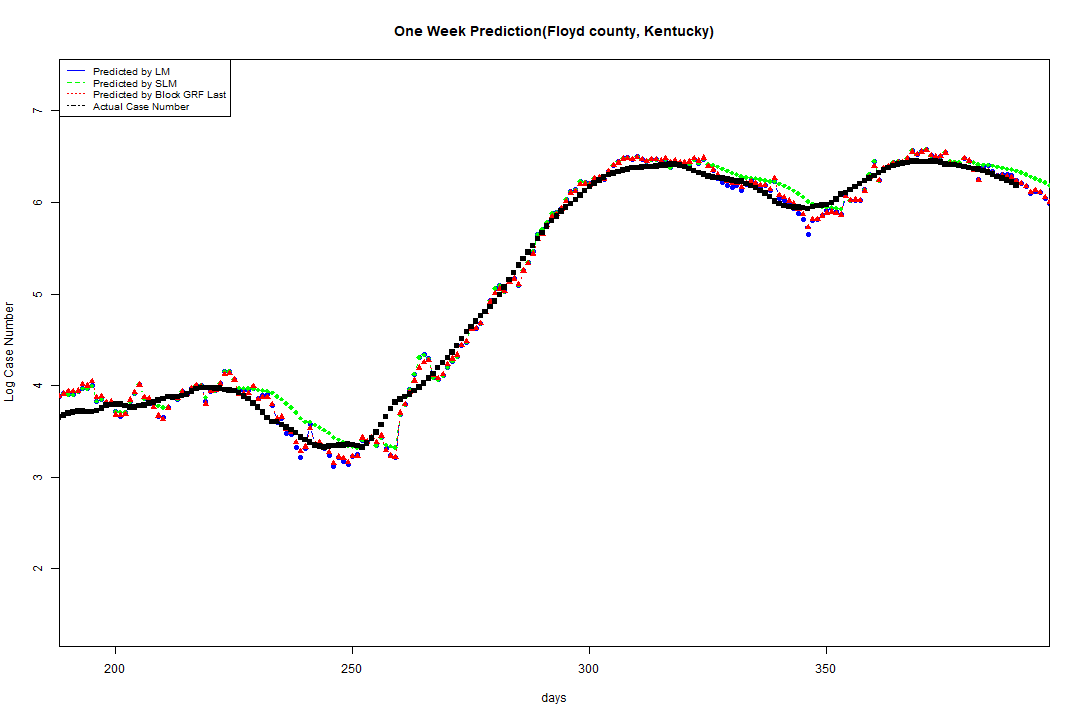 One Week Prediction(Floyd county, Kentucky)
Predicted by LM
Predicted by SLM
Predicted by Block GRF Last
Actual Case Number
7
6
5
4
3
2
Log Case Number
200 250 300 350
days